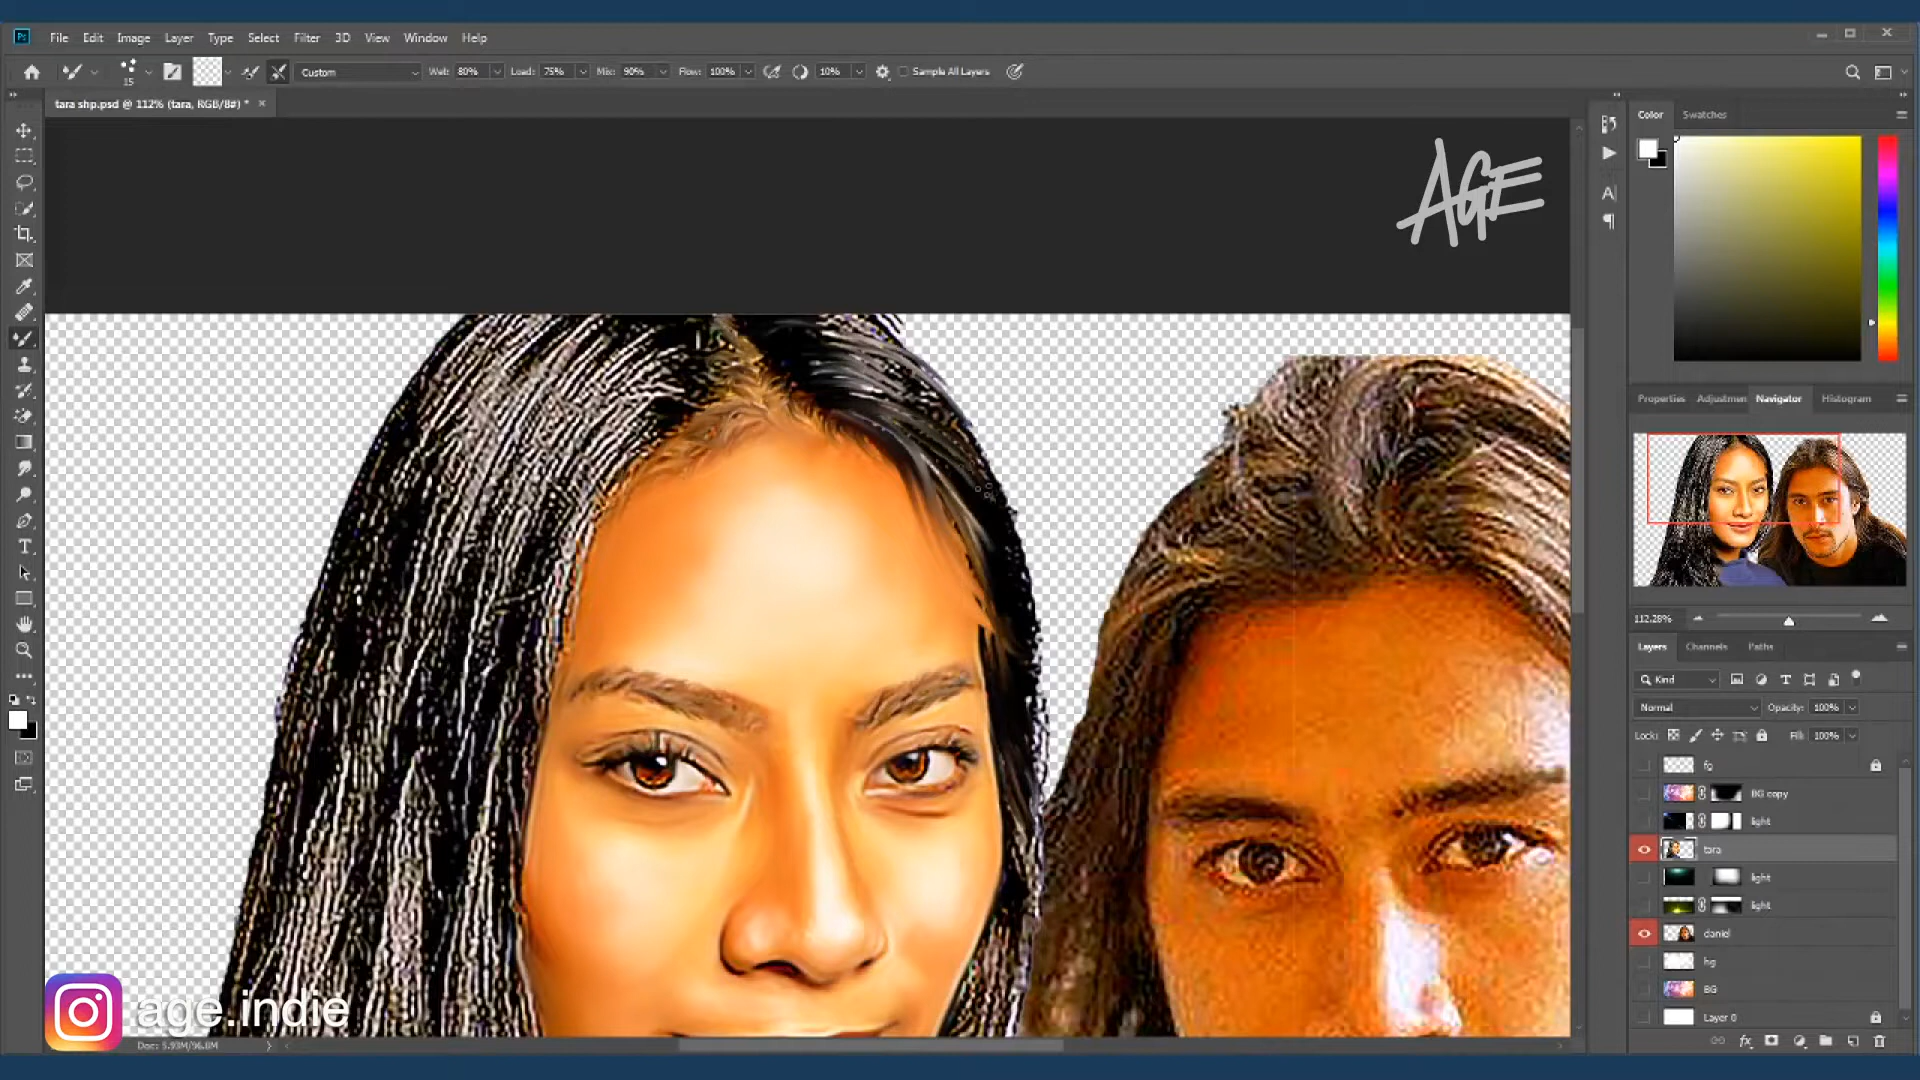 Ps File Edit Image Layer Type Select Filter 3D View Window Help
15 Custom Wet: 80% Load: 75% Mix: 90% Flow: 100% 10% Sample All Layers
tara shp.psd @ 112% (tara, RGB/8#) *
Color Swatches
AGE
Properties Adjustmen Navigator Histogram
112.28%
Layers Channels Paths
Kind
Normal Opacity: 100%
Lock: Fill: 100%
fg
BG copy
light
tara
light
light
daniel
hg
BG
Layer 0
age.indie
Doc: 5.93M/96.8M